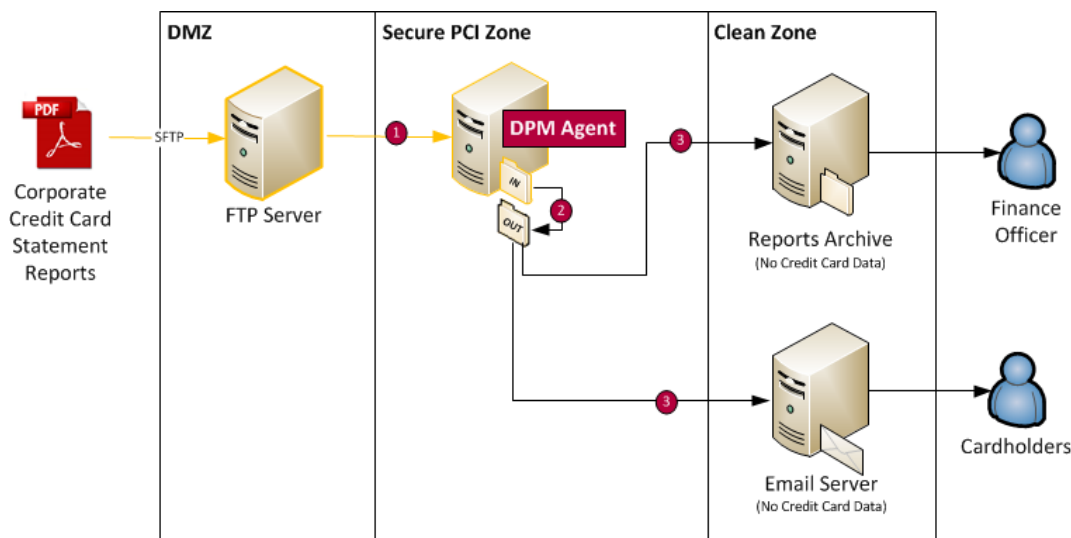 DMZ
Secure PCI Zone
Clean Zone
PDF
SFTP
1
DPM Agent
3
IN
2
OUT
Corporate
Credit Card
Statement
Reports
FTP Server
Reports Archive
(No Credit Card Data)
Finance
Officer
3
Email Server
(No Credit Card Data)
Cardholders